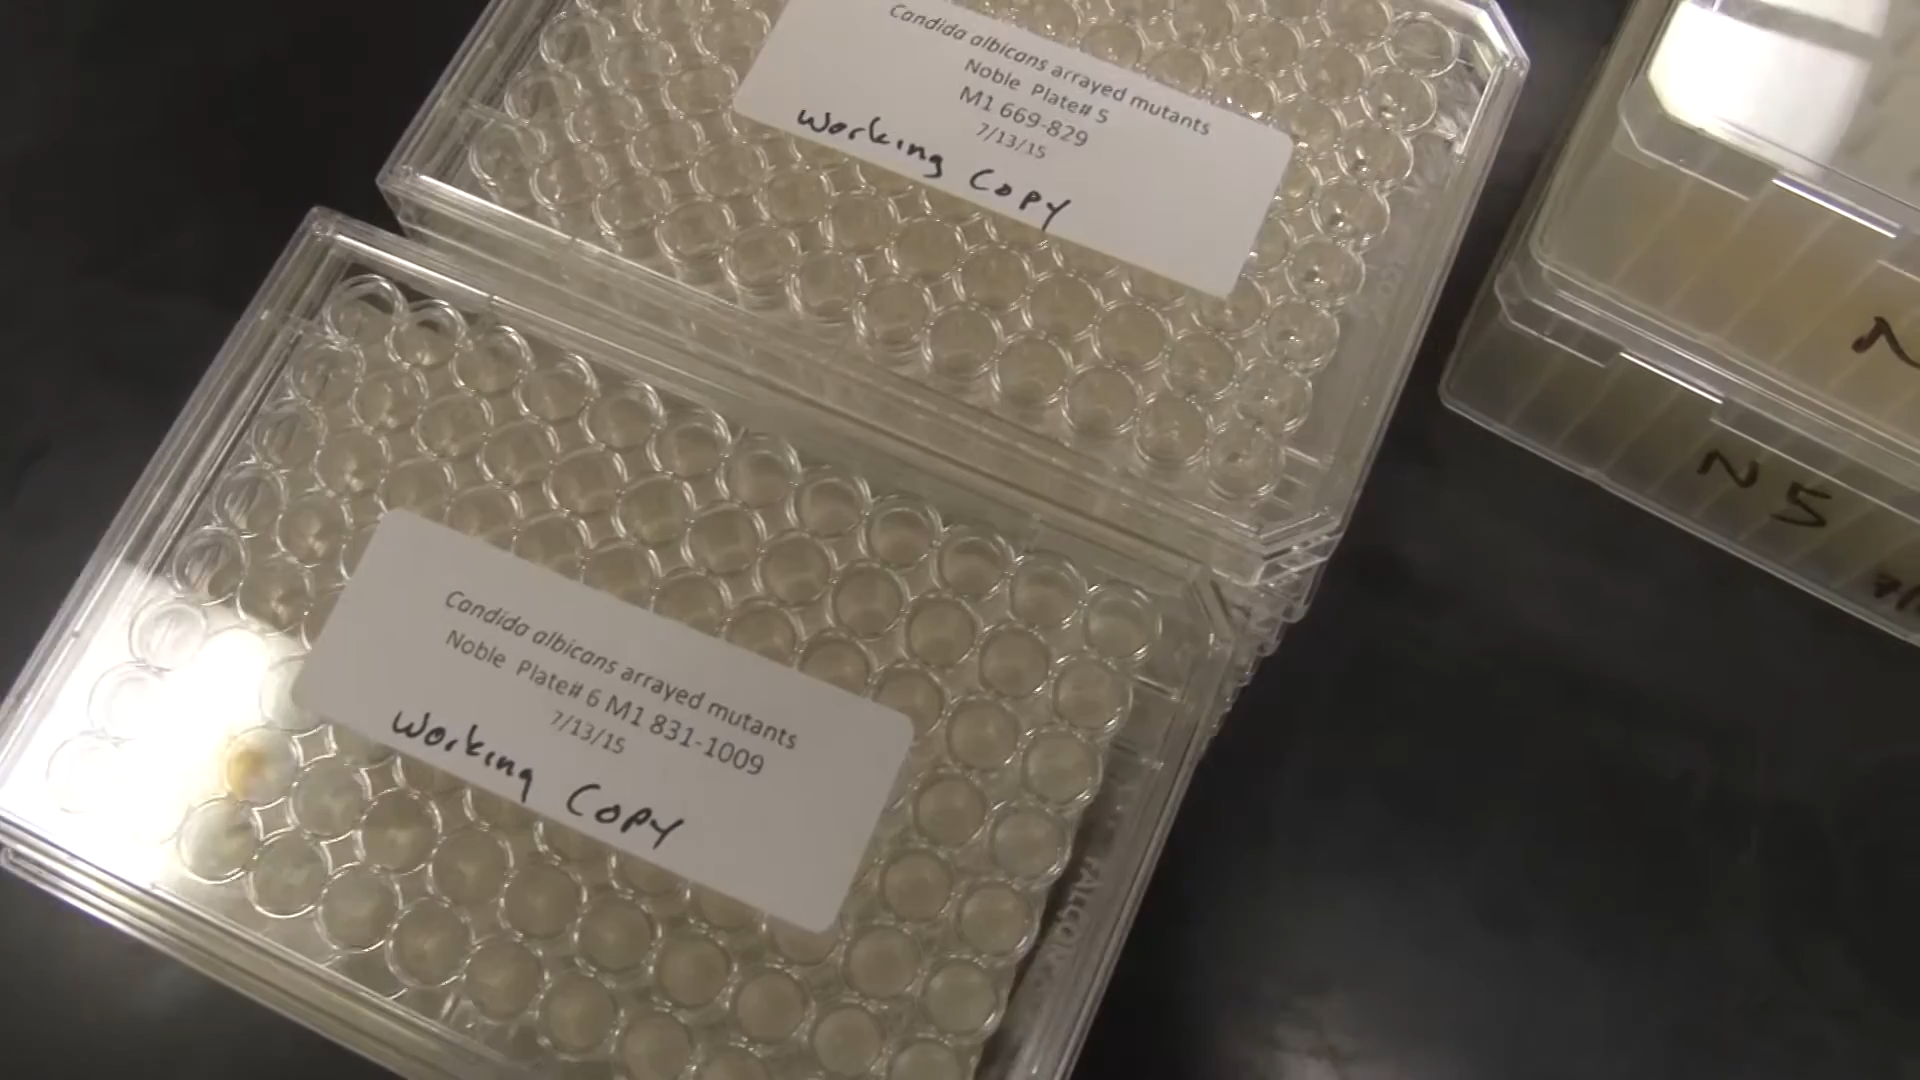 Candida albicans arrayed mutants
Noble Plate# 5
M1 669-829
7/13/15
Working Copy
Candida albicans arrayed mutants
Noble Plate# 6 M1 831-1009
7/13/15
Working Copy
N
N5
FALCON